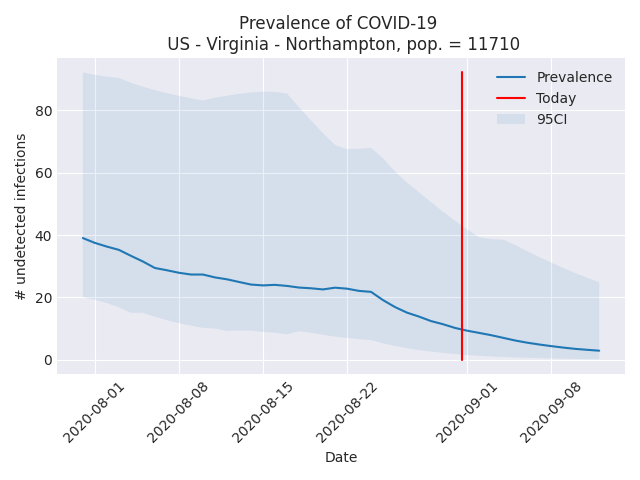 Prevalence of COVID-19
US - Virginia - Northampton, pop. = 11710
Prevalence
Today
95CI
80
60
40
20
0
# undetected infections
2020-08-01
2020-08-08
2020-08-15
2020-08-22
2020-09-01
2020-09-08
Date